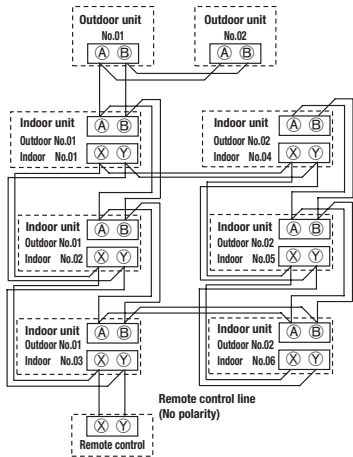 Outdoor unit
No.01
Ⓐ Ⓑ
Outdoor unit
No.02
Ⓐ Ⓑ
Indoor unit
Outdoor No.01
Indoor No.01
Ⓐ Ⓑ
Ⓧ Ⓨ
Indoor unit
Outdoor No.02
Indoor No.04
Ⓐ Ⓑ
Ⓧ Ⓨ
Indoor unit
Outdoor No.01
Indoor No.02
Ⓐ Ⓑ
Ⓧ Ⓨ
Indoor unit
Outdoor No.02
Indoor No.05
Ⓐ Ⓑ
Ⓧ Ⓨ
Indoor unit
Outdoor No.01
Indoor No.03
Ⓐ Ⓑ
Ⓧ Ⓨ
Indoor unit
Outdoor No.02
Indoor No.06
Ⓐ Ⓑ
Ⓧ Ⓨ
Remote control line
(No polarity)
Ⓧ Ⓨ
Remote control